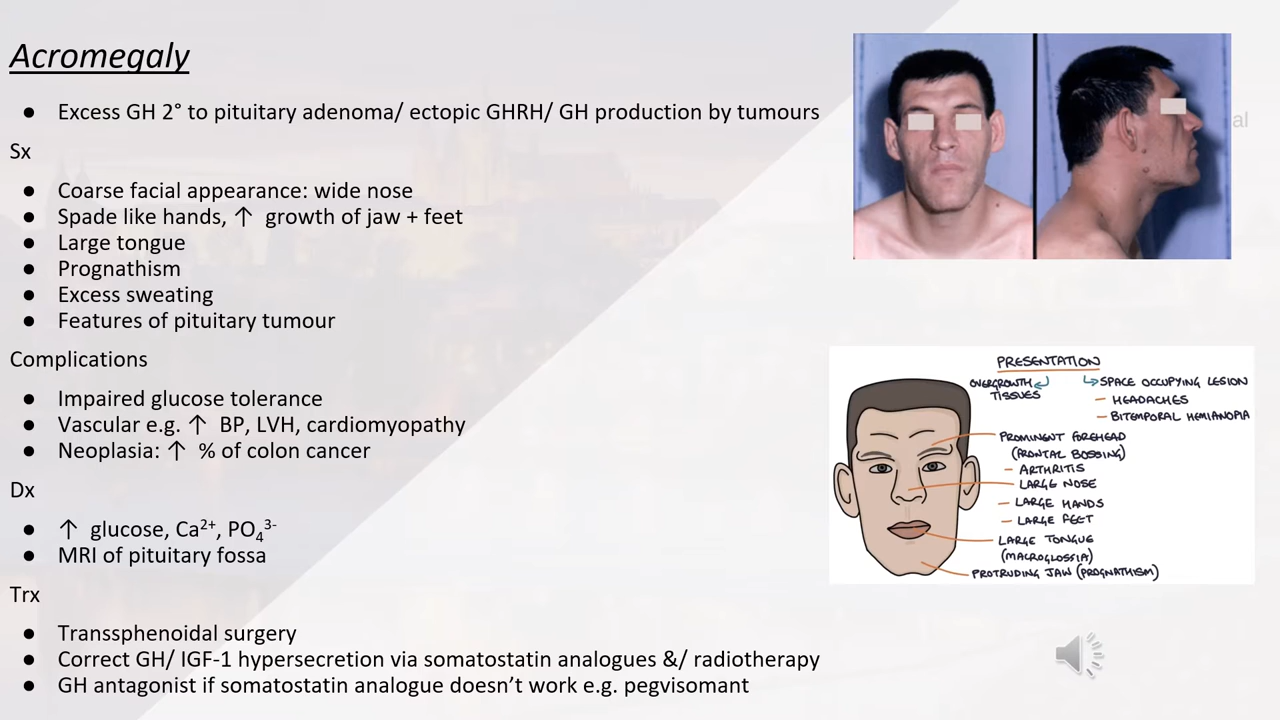 Acromegaly
● Excess GH 2° to pituitary adenoma/ ectopic GHRH/ GH production by tumours
Sx
● Coarse facial appearance: wide nose
● Spade like hands, ↑ growth of jaw + feet
● Large tongue
● Prognathism
● Excess sweating
● Features of pituitary tumour
Complications
● Impaired glucose tolerance
● Vascular e.g. ↑ BP, LVH, cardiomyopathy
● Neoplasia: ↑ % of colon cancer
Dx
● ↑ glucose, Ca²⁺, PO₄³⁻
● MRI of pituitary fossa
Trx
● Transsphenoidal surgery
● Correct GH/ IGF-1 hypersecretion via somatostatin analogues &/ radiotherapy
● GH antagonist if somatostatin analogue doesn't work e.g. pegvisomant
al
PRESENTATION
OVERGROWTH
TISSUES
SPACE OCCUPYING LESION
– HEADACHES
– BITEMPORAL HEMIANOPIA
PROMINENT FOREHEAD
(FRONTAL BOSSING)
– ARTHRITIS
LARGE NOSE
– LARGE HANDS
– LARGE FEET
LARGE TONGUE
(MACROGLOSSIA)
PROTRUDING JAW (PROGNATHISM)